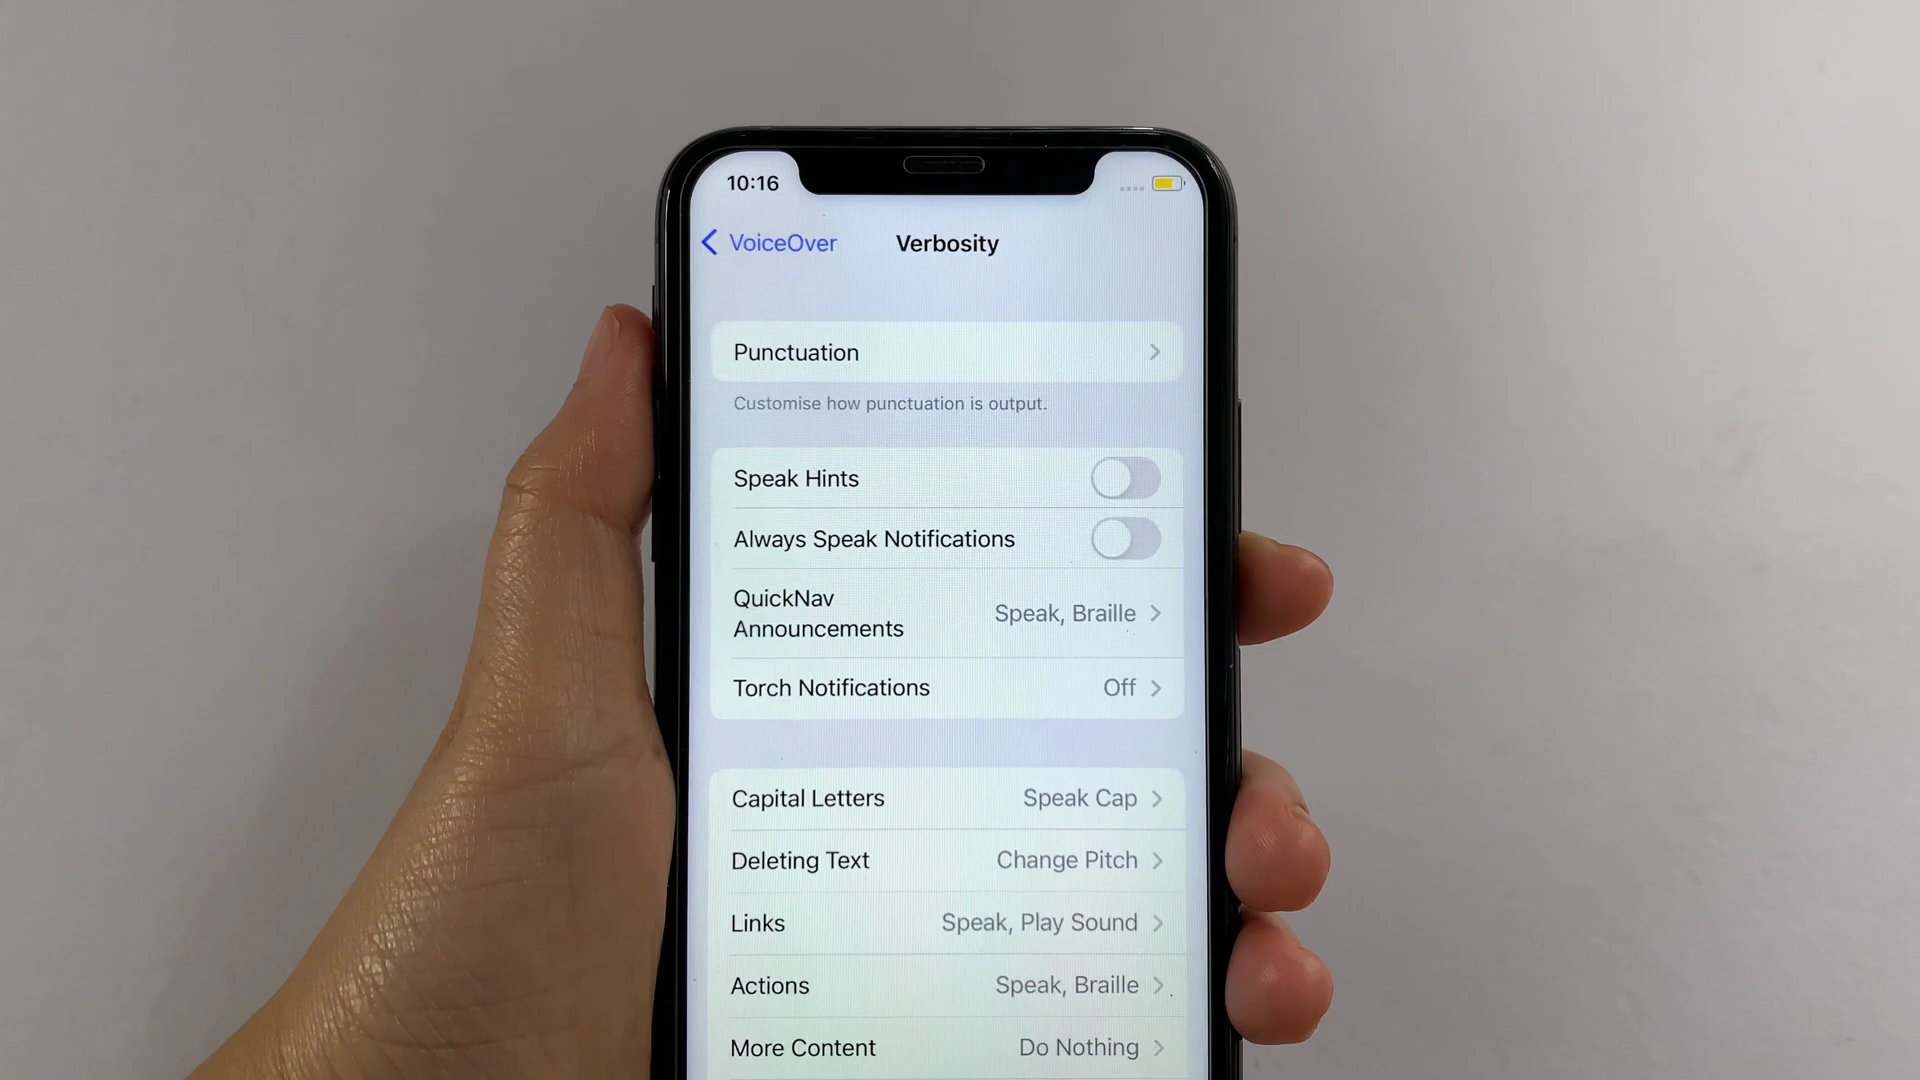 10:16
VoiceOver Verbosity
Punctuation
Customise how punctuation is output.
Speak Hints
Always Speak Notifications
QuickNav
Announcements Speak, Braille
Torch Notifications Off
Capital Letters Speak Cap
Deleting Text Change Pitch
Links Speak, Play Sound
Actions Speak, Braille
More Content Do Nothing